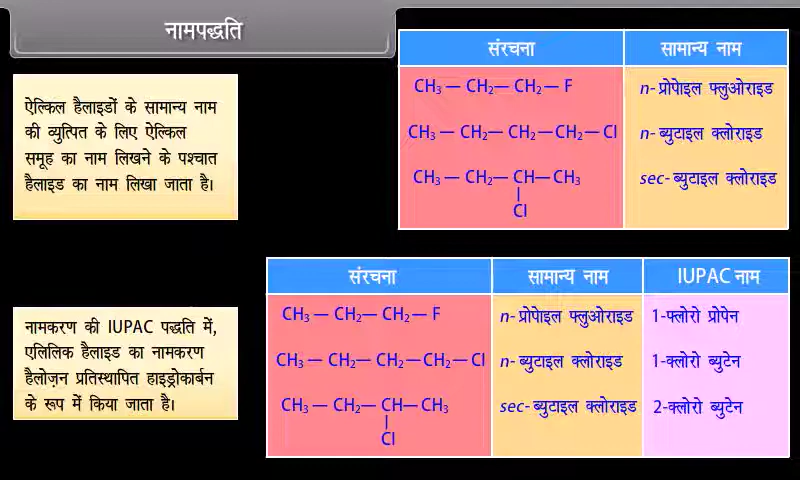 नामपद्धति
ऐल्किल हैलाइडों के सामान्य नाम
की व्युत्पित के लिए ऐल्किल
समूह का नाम लिखने के पश्चात
हैलाइड का नाम लिखा जाता है।
संरचना सामान्य नाम
CH₃ — CH₂ — CH₂ — F n- प्रोपाइल फ्लुओराइड
CH₃ — CH₂ — CH₂ — CH₂ — Cl n- ब्युटाइल क्लोराइड
CH₃ — CH₂ — CH — CH₃ sec- ब्युटाइल क्लोराइड
Cl
नामकरण की IUPAC पद्धति में,
एलिलिक हैलाइड का नामकरण
हैलोज़न प्रतिस्थापित हाइड्रोकार्बन
के रूप में किया जाता है।
संरचना सामान्य नाम IUPAC नाम
CH₃ — CH₂ — CH₂ — F n- प्रोपाइल फ्लुओराइड 1-फ्लोरो प्रोपेन
CH₃ — CH₂ — CH₂ — CH₂ — Cl n- ब्युटाइल क्लोराइड 1-क्लोरो ब्युटेन
CH₃ — CH₂ — CH — CH₃ sec- ब्युटाइल क्लोराइड 2-क्लोरो ब्युटेन
Cl